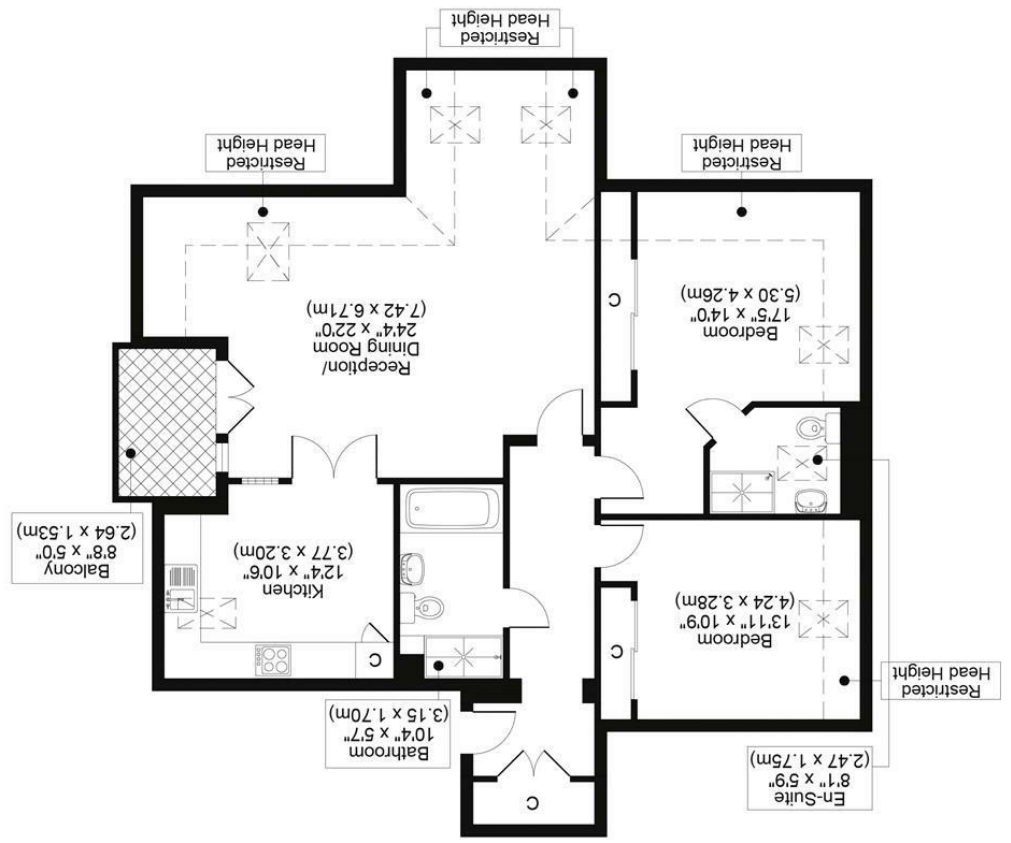 C
En-Suite
8'1" x 5'9"
(2.47 x 1.75m)
Bathroom
10'4" x 5'7"
(3.15 x 1.70m)
Restricted
Head Height
C
C
Bedroom
13'11" x 10'9"
(4.24 x 3.28m)
Kitchen
12'4" x 10'6"
(3.77 x 3.20m)
Balcony
8'8" x 5'0"
(2.64 x 1.53m)
Reception/
Dining Room
24'4" x 22'0"
(7.42 x 6.71m)
Bedroom
17'5" x 14'0"
(5.30 x 4.26m)
C
Restricted
Head Height
Restricted
Head Height
Restricted
Head Height